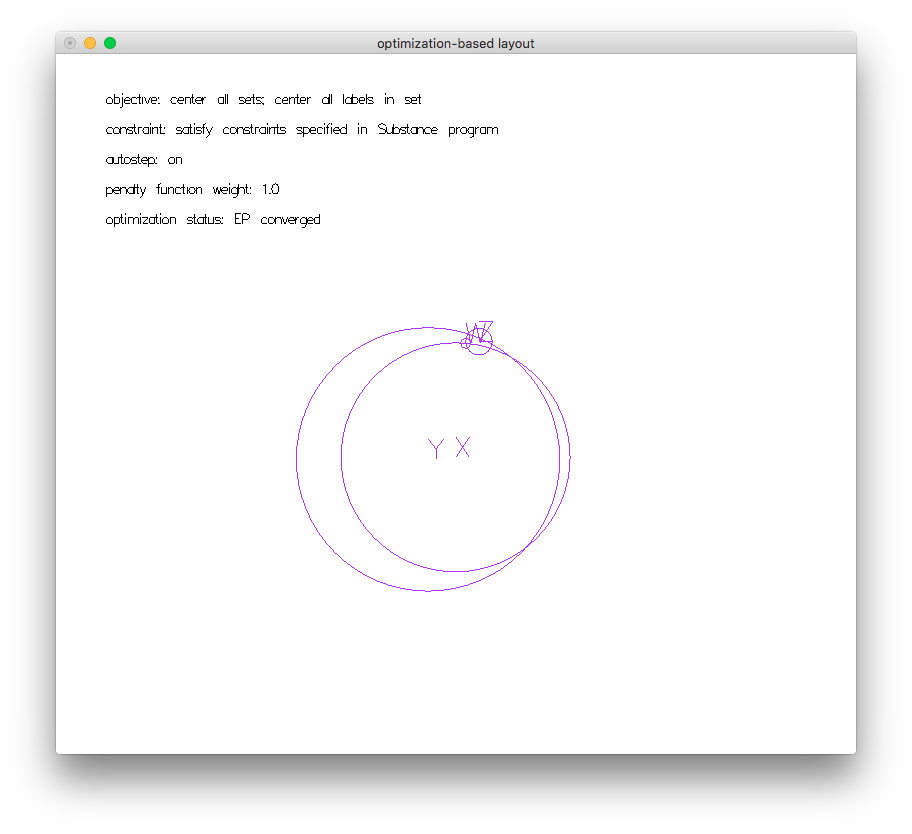 optimization-based layout
objective: center all sets; center all labels in set
constraint: satisfy constraints specified in Substance program
autostep: on
penalty function weight: 1.0
optimization status: EP converged
WZ
Y X